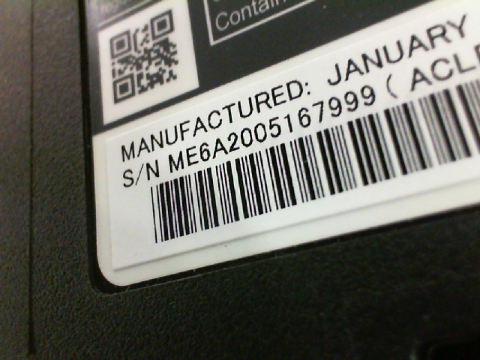 Contain
MANUFACTURED: JANUARY
S/N ME6A2005167999 ( ACL